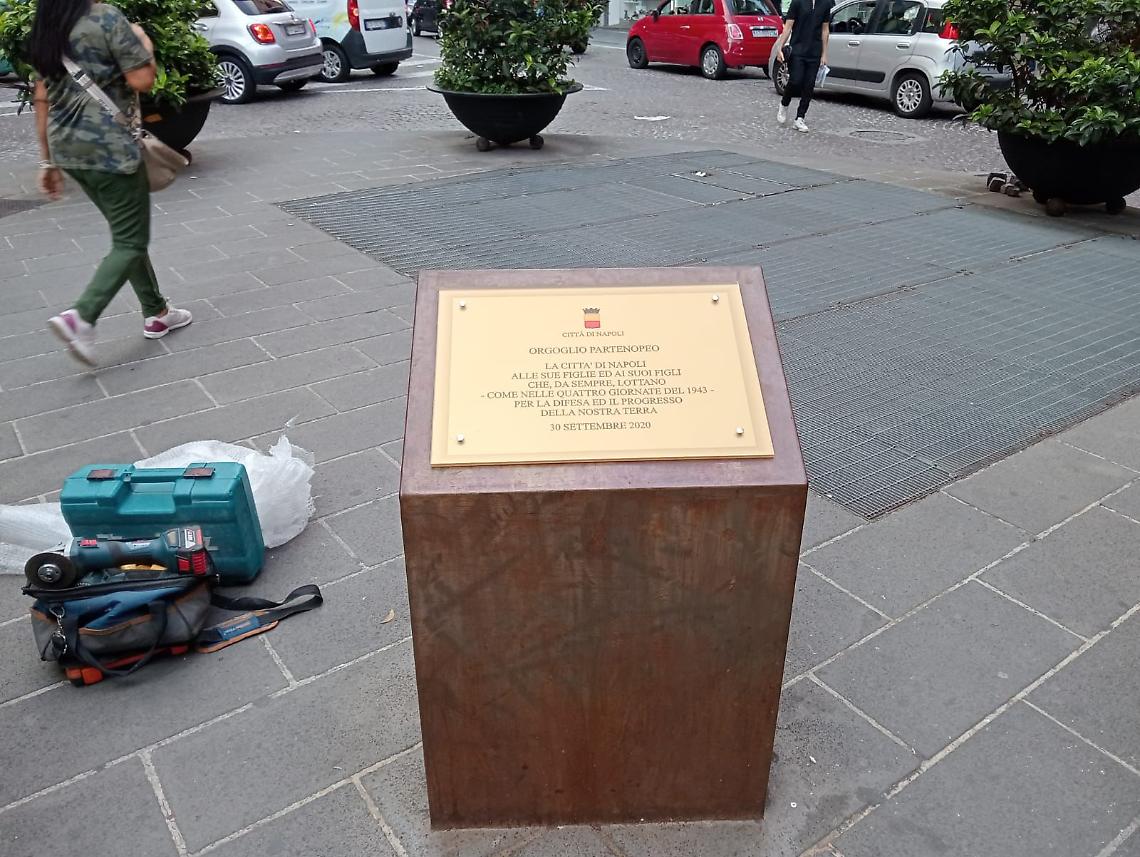 CITTÀ DI NAPOLI
ORGOGLIO PARTENOPEO
LA CITTA' DI NAPOLI
ALLE SUE FIGLIE ED AI SUOI FIGLI
CHE, DA SEMPRE, LOTTANO
- COME NELLE QUATTRO GIORNATE DEL 1943 -
PER LA DIFESA ED IL PROGRESSO
DELLA NOSTRA TERRA
30 SETTEMBRE 2020